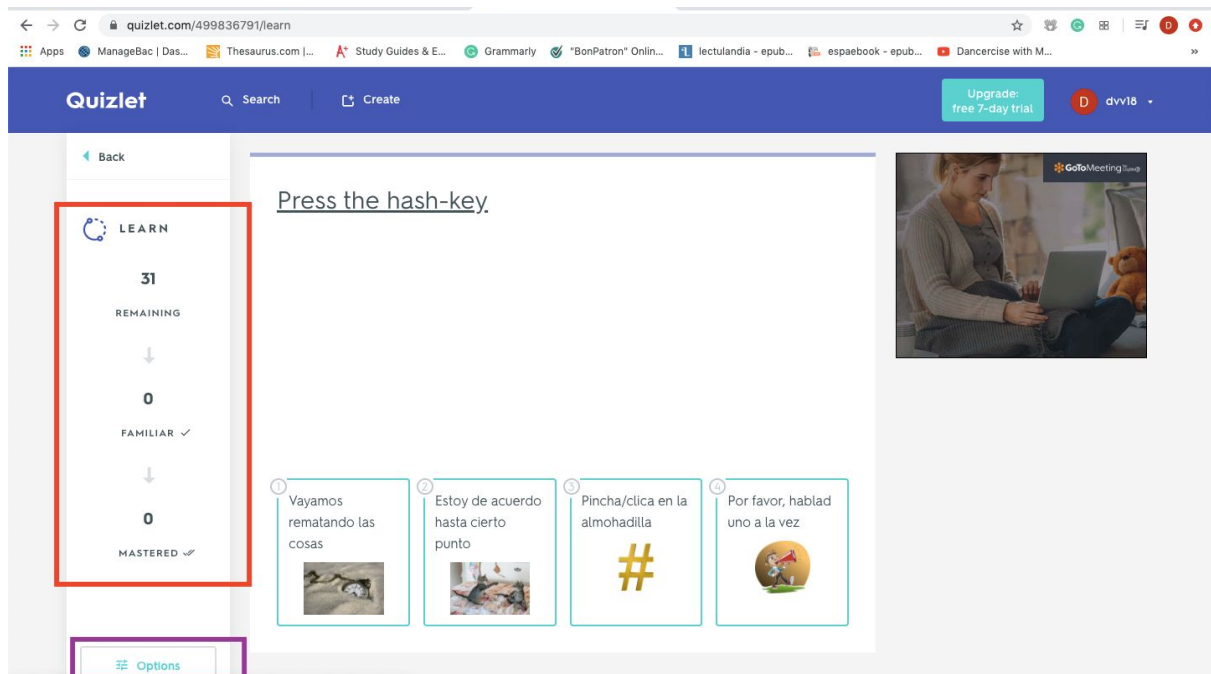 quizlet.com/499836791/learn
Apps ManageBac | Das... Thesaurus.com |... A+ Study Guides & E... Grammarly "BonPatron" Onlin... lectulandia - epub... espaebook - epub... Dancercise with M... »
Quizlet Search Create Upgrade: free 7-day trial D dvv18
Back
GoToMeeting
Press the hash-key
LEARN
31
REMAINING
0
FAMILIAR
0
MASTERED
1
Vayamos
rematando las
cosas
2
Estoy de acuerdo
hasta cierto
punto
3
Pincha/clica en la
almohadilla
#
4
Por favor, hablad
uno a la vez
Options